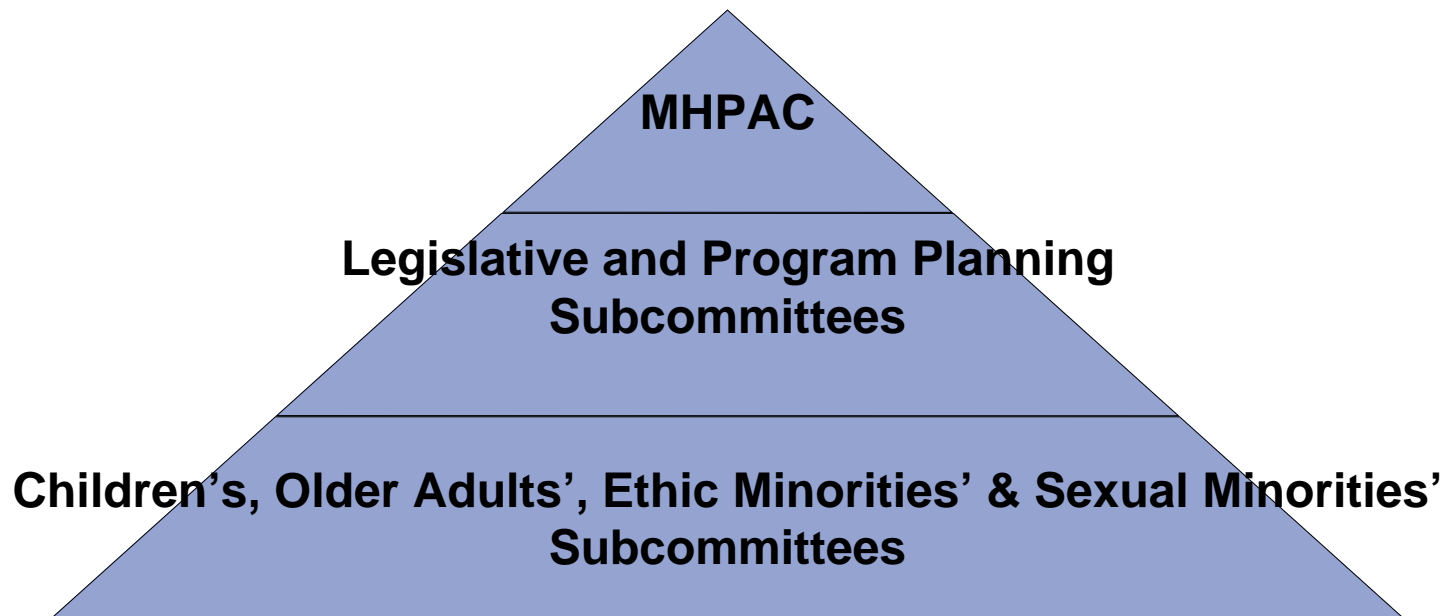 MHPAC
Legislative and Program Planning
Subcommittees
Children’s, Older Adults’, Ethic Minorities’ & Sexual Minorities’
Subcommittees